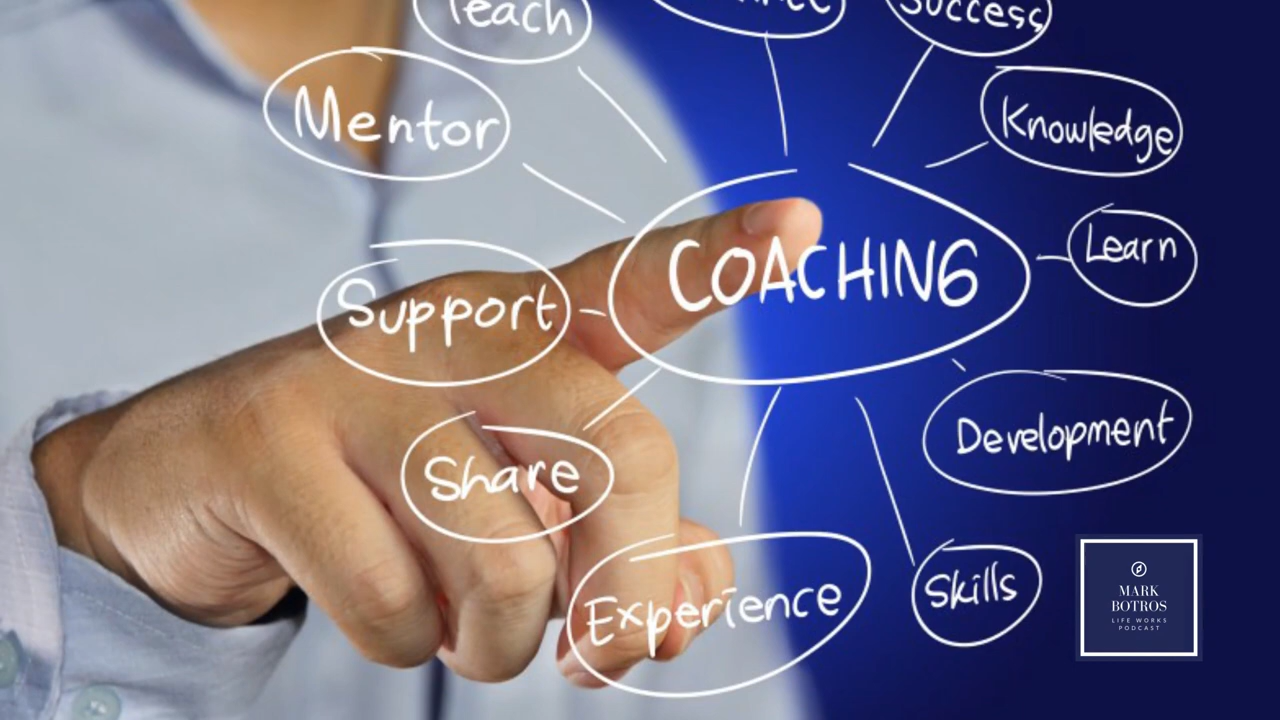 Teach
Success
Mentor
Knowledge
COACHING
Learn
Support
Development
Share
Experience
Skills
MARK
BOTROS
LIFE WORKS
PODCAST